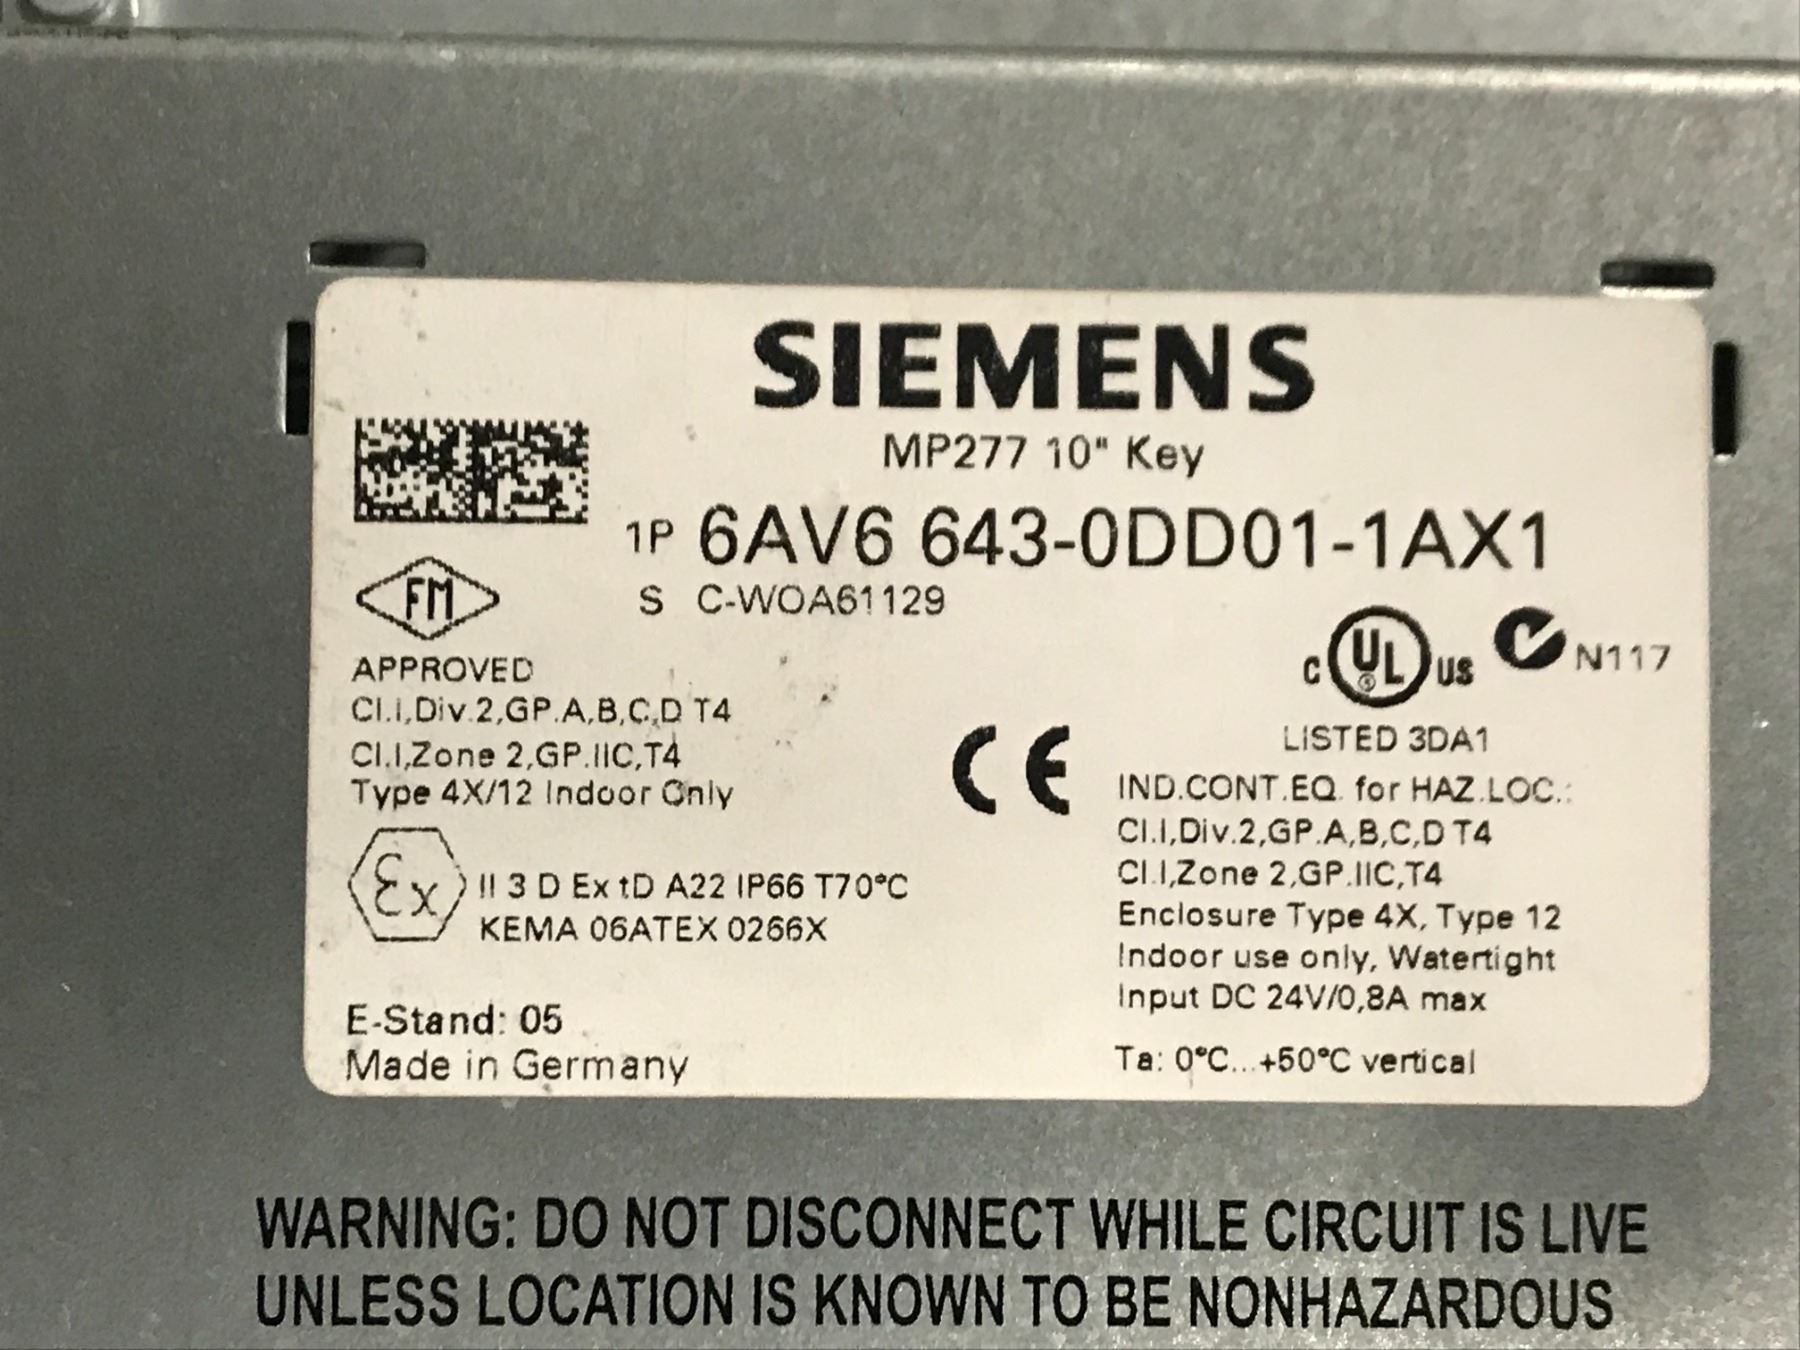 SIEMENS
MP277 10" Key
1P 6AV6 643-0DD01-1AX1
S C-WOA61129
FM
APPROVED
Cl.I,Div.2,GP.A,B,C,D T4
Cl.I,Zone 2,GP.IIC,T4
Type 4X/12 Indoor Only
Ex II 3 D Ex tD A22 IP66 T70°C
KEMA 06ATEX 0266X
E-Stand: 05
Made in Germany
CE
C UL US N117
LISTED 3DA1
IND.CONT.EQ. for HAZ.LOC.:
Cl.I,Div.2,GP.A,B,C,D T4
Cl.I,Zone 2,GP.IIC,T4
Enclosure Type 4X, Type 12
Indoor use only, Watertight
Input DC 24V/0,8A max
Ta: 0°C...+50°C vertical
WARNING: DO NOT DISCONNECT WHILE CIRCUIT IS LIVE
UNLESS LOCATION IS KNOWN TO BE NONHAZARDOUS